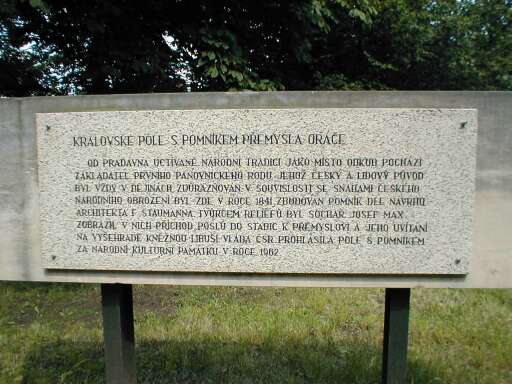 KRÁLOVSKÉ POLE S POMNÍKEM PŘEMYSLA ORÁČE
OD PRADÁVNA UCTÍVANÉ NÁRODNÍ TRADICÍ JAKO MÍSTO ODKUD POCHÁZÍ
ZAKLADATEL PRVNÍHO PANOVNICKÉHO RODU, JEHOŽ ČESKÝ A LIDOVÝ PŮVOD
BYL VŽDY V DĚJINÁCH ZDŮRAZŇOVÁN V SOUVISLOSTI SE SNAHAMI ČESKÉHO
NÁRODNÍHO OBROZENÍ BYL ZDE V ROCE 1841 ZBUDOVÁN POMNÍK DLE NÁVRHU
ARCHITEKTA F. STAUMANNA TVŮRCEM RELIÉFŮ BYL SOCHAŘ JOSEF MAX.
ZOBRAZIL V NICH PŘÍCHOD POSLŮ DO STADIC K PŘEMYSLOVI A JEHO UVÍTÁNÍ
NA VYŠEHRADĚ KNĚŽNOU LIBUŠÍ VLÁDA ČSR PROHLÁSILA POLE S POMNÍKEM
ZA NÁRODNÍ KULTURNÍ PAMÁTKU V ROCE 1962